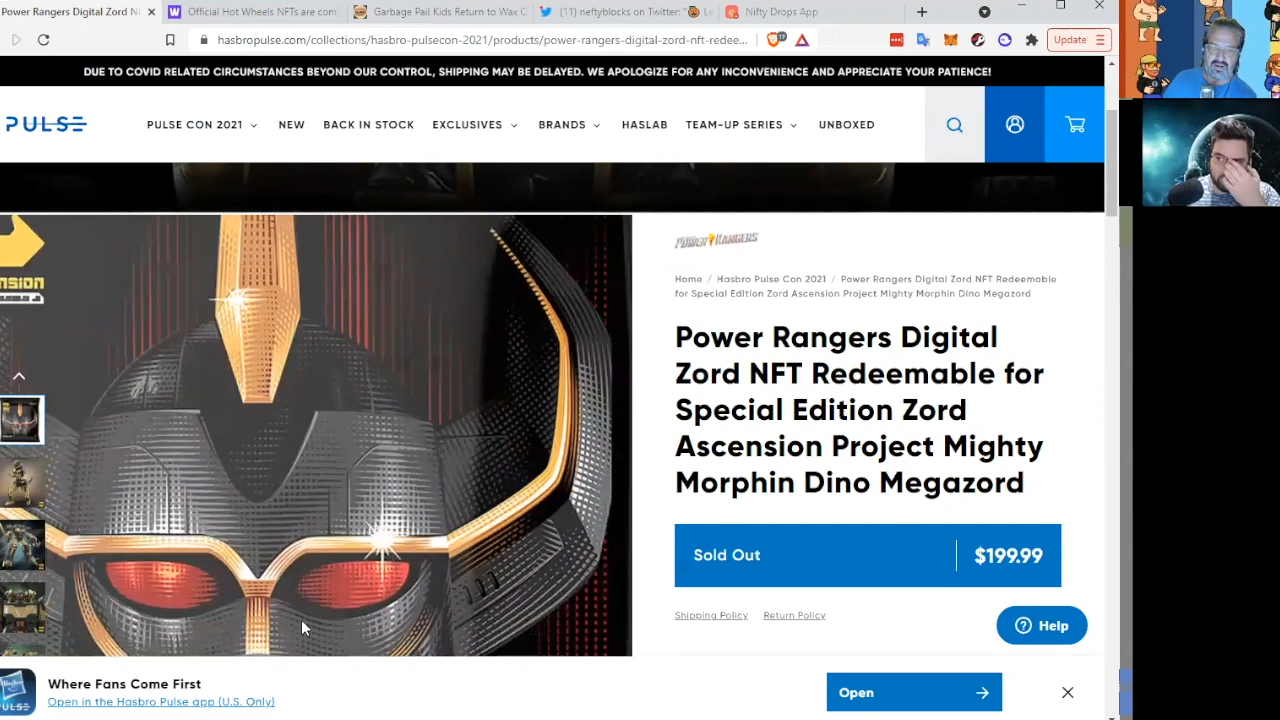 Power Rangers Digital Zord N
Official Hot Wheels NFTs are com
Garbage Pail Kids Return to Wax C
(11) neftyblocks on Twitter: " Le
Nifty Drops App
hasbropulse.com/collections/hasbro-pulsecon-2021/products/power-rangers-digital-zord-nft-redee...
Update
DUE TO COVID RELATED CIRCUMSTANCES BEYOND OUR CONTROL, SHIPPING MAY BE DELAYED. WE APOLOGIZE FOR ANY INCONVENIENCE AND APPRECIATE YOUR PATIENCE!
PULSE
PULSE CON 2021
NEW
BACK IN STOCK
EXCLUSIVES
BRANDS
HASLAB
TEAM-UP SERIES
UNBOXED
POWER RANGERS
Home / Hasbro Pulse Con 2021 / Power Rangers Digital Zord NFT Redeemable
for Special Edition Zord Ascension Project Mighty Morphin Dino Megazord
Power Rangers Digital
Zord NFT Redeemable for
Special Edition Zord
Ascension Project Mighty
Morphin Dino Megazord
Sold Out
$199.99
Shipping Policy
Return Policy
Help
Where Fans Come First
Open in the Hasbro Pulse app (U.S. Only)
Open
PULSE